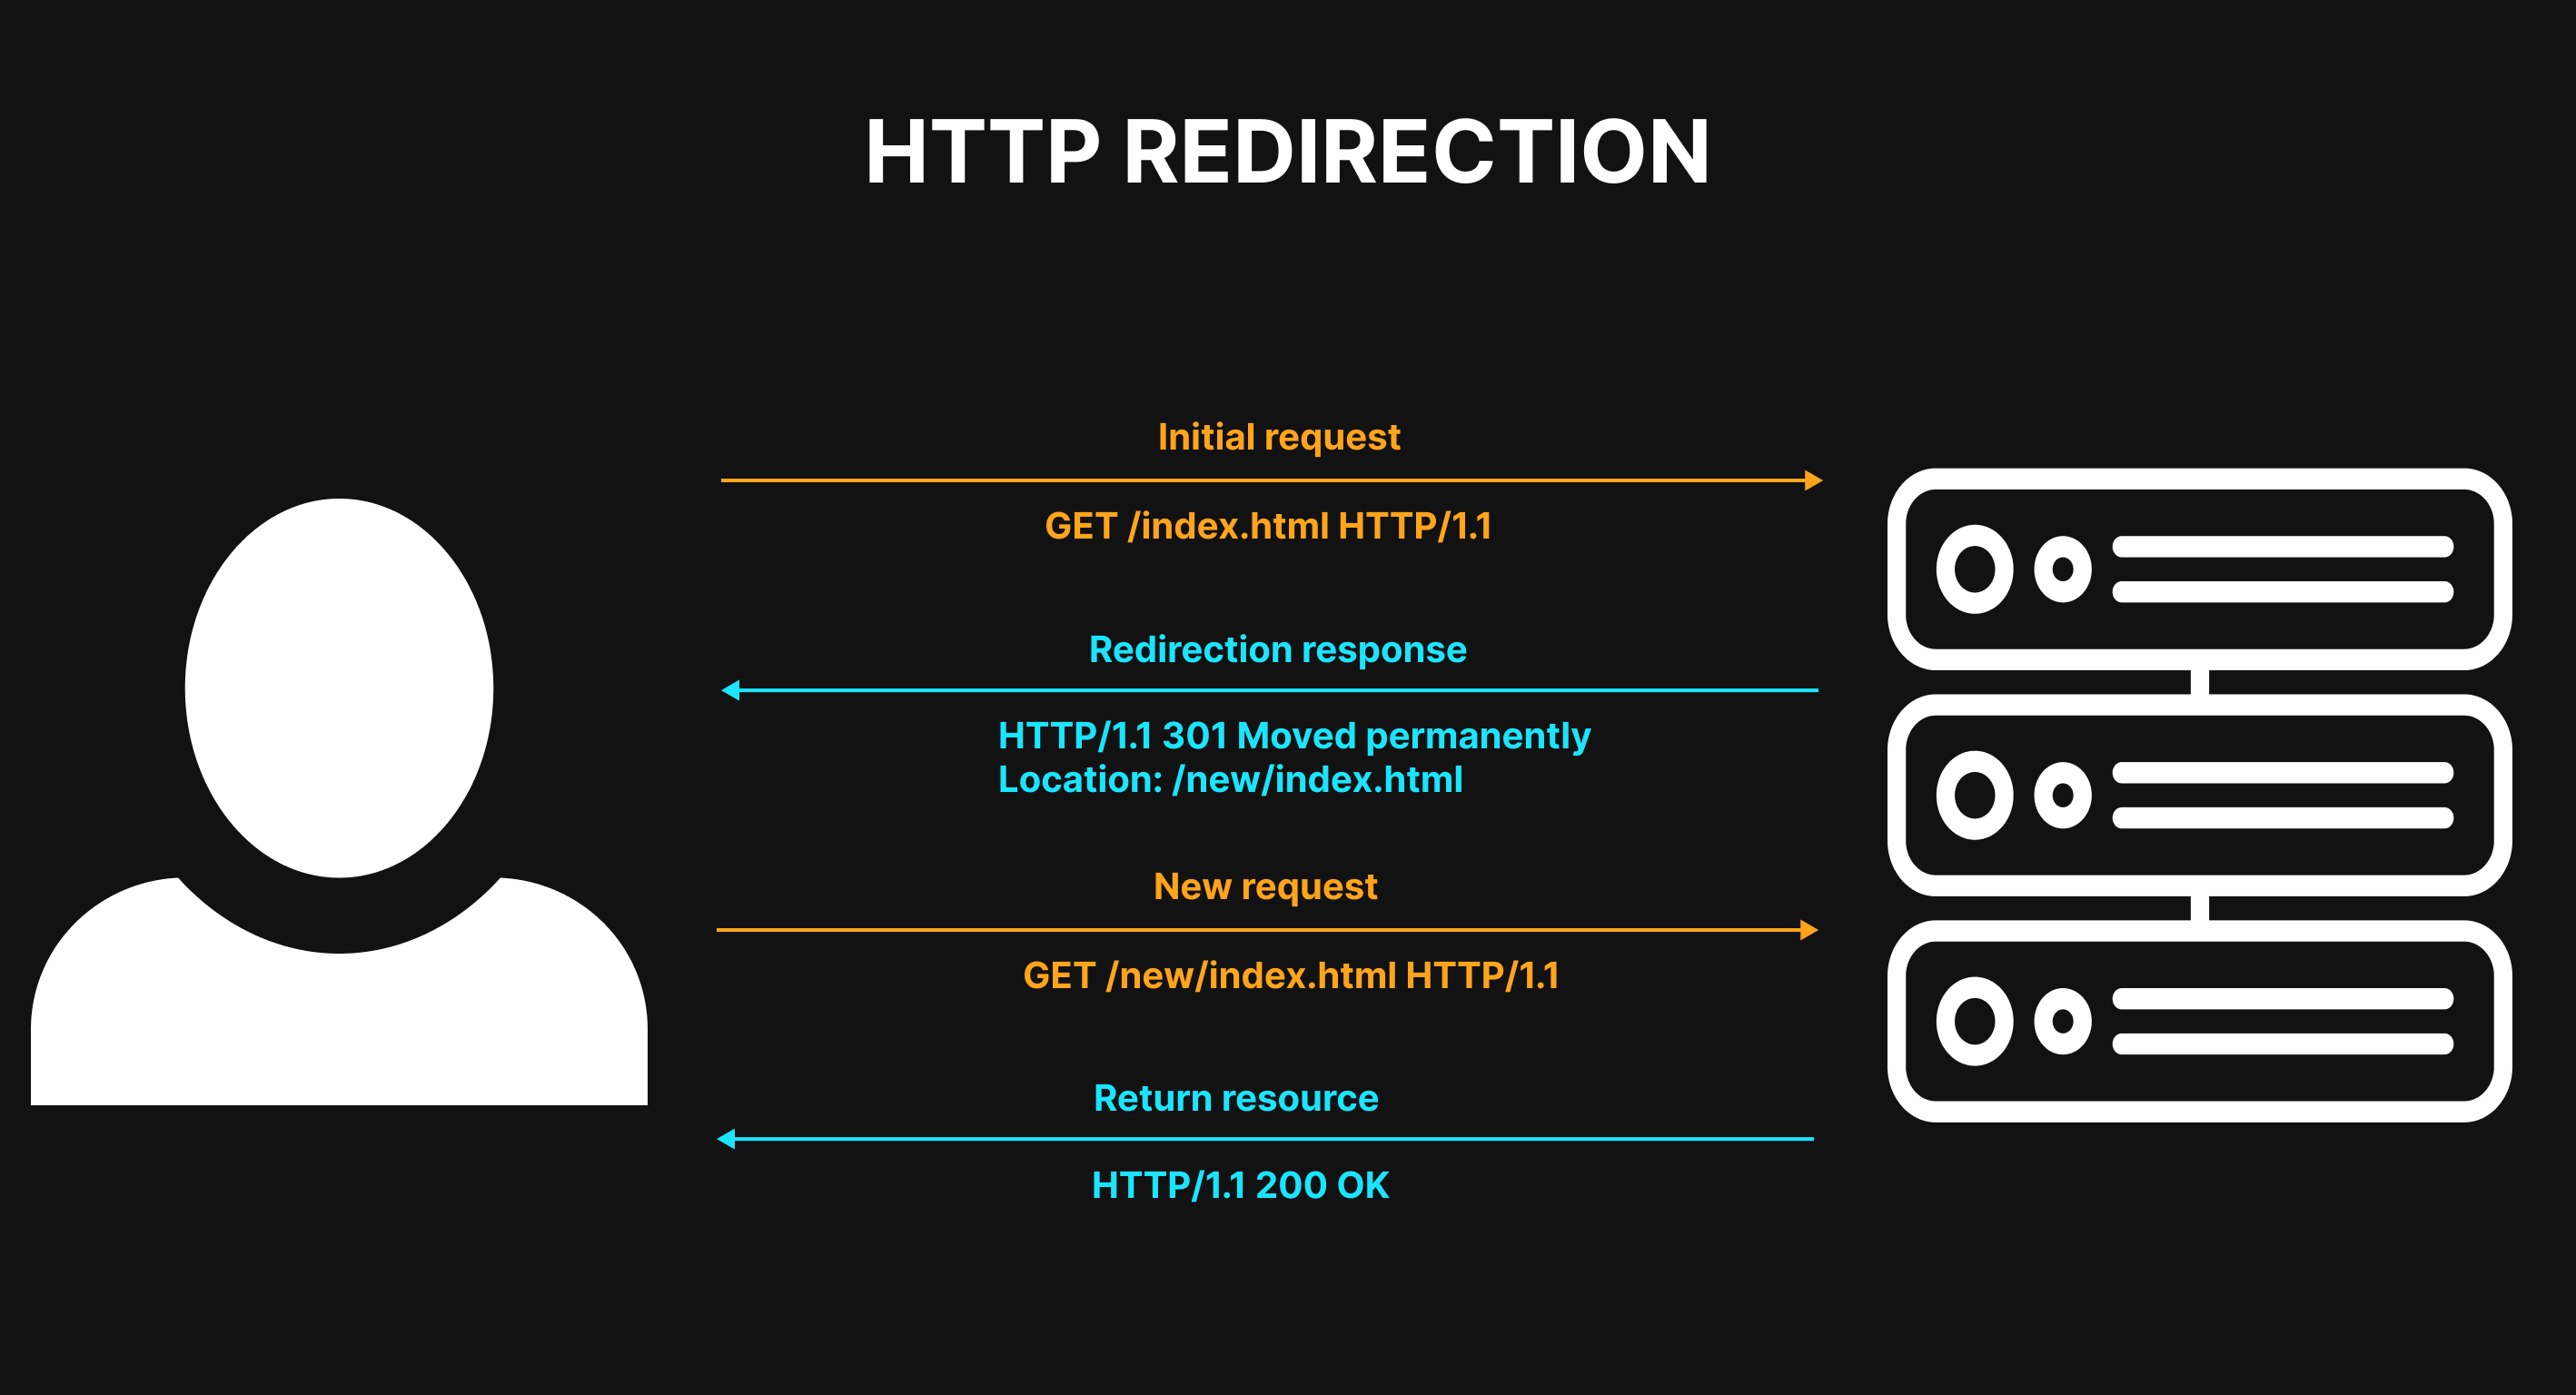 HTTP REDIRECTION
Initial request
GET /index.html HTTP/1.1
Redirection response
HTTP/1.1 301 Moved permanently
Location: /new/index.html
New request
GET /new/index.html HTTP/1.1
Return resource
HTTP/1.1 200 OK